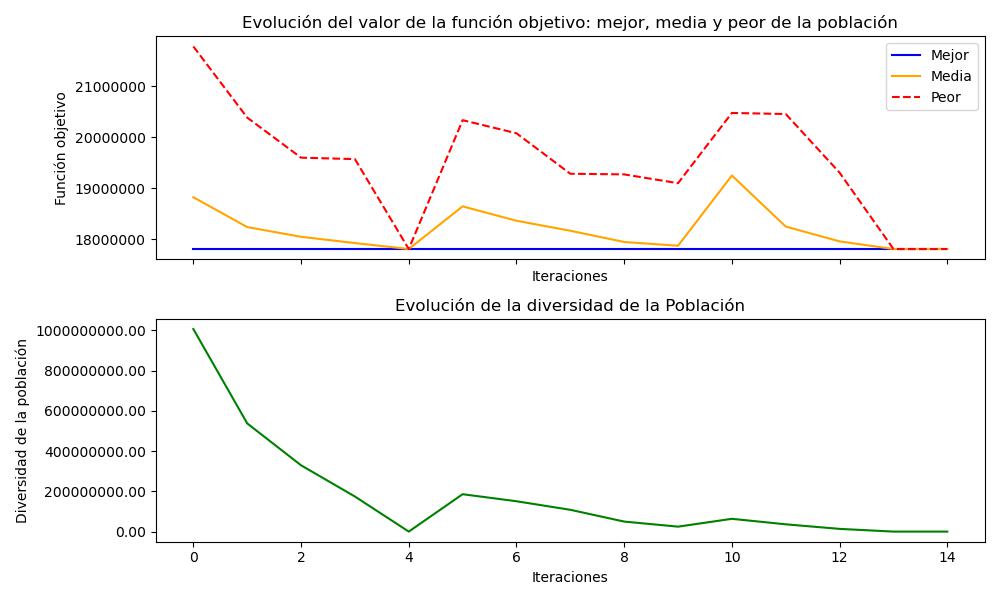 Evolución del valor de la función objetivo: mejor, media y peor de la población
Función objetivo
21000000
20000000
19000000
18000000
Mejor
Media
Peor
Iteraciones
Evolución de la diversidad de la Población
Diversidad de la población
1000000000.00
800000000.00
600000000.00
400000000.00
200000000.00
0.00
0 2 4 6 8 10 12 14
Iteraciones